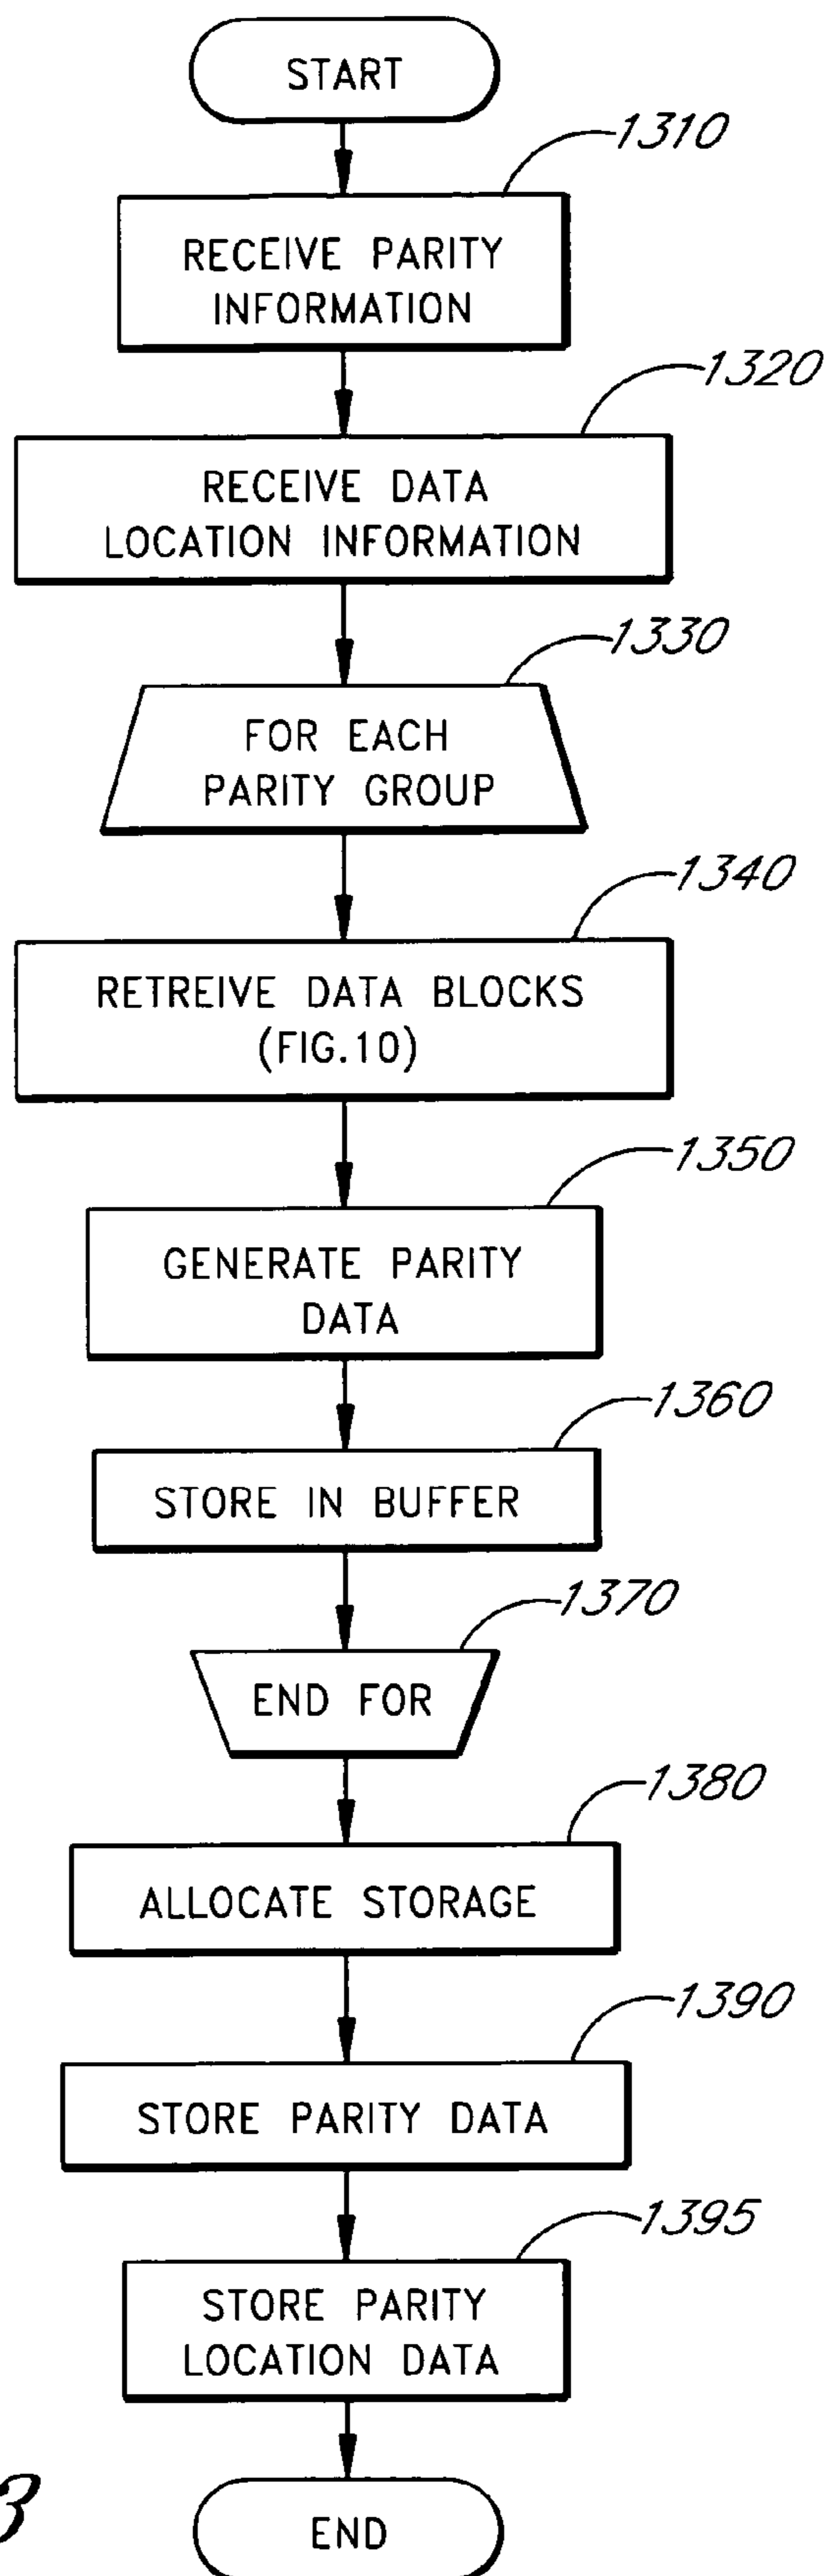 START
1310
RECEIVE PARITY
INFORMATION
1320
RECEIVE DATA
LOCATION INFORMATION
1330
FOR EACH
PARITY GROUP
1340
RETREIVE DATA BLOCKS
(FIG.10)
1350
GENERATE PARITY
DATA
1360
STORE IN BUFFER
1370
END FOR
1380
ALLOCATE STORAGE
1390
STORE PARITY DATA
1395
STORE PARITY
LOCATION DATA
3
END